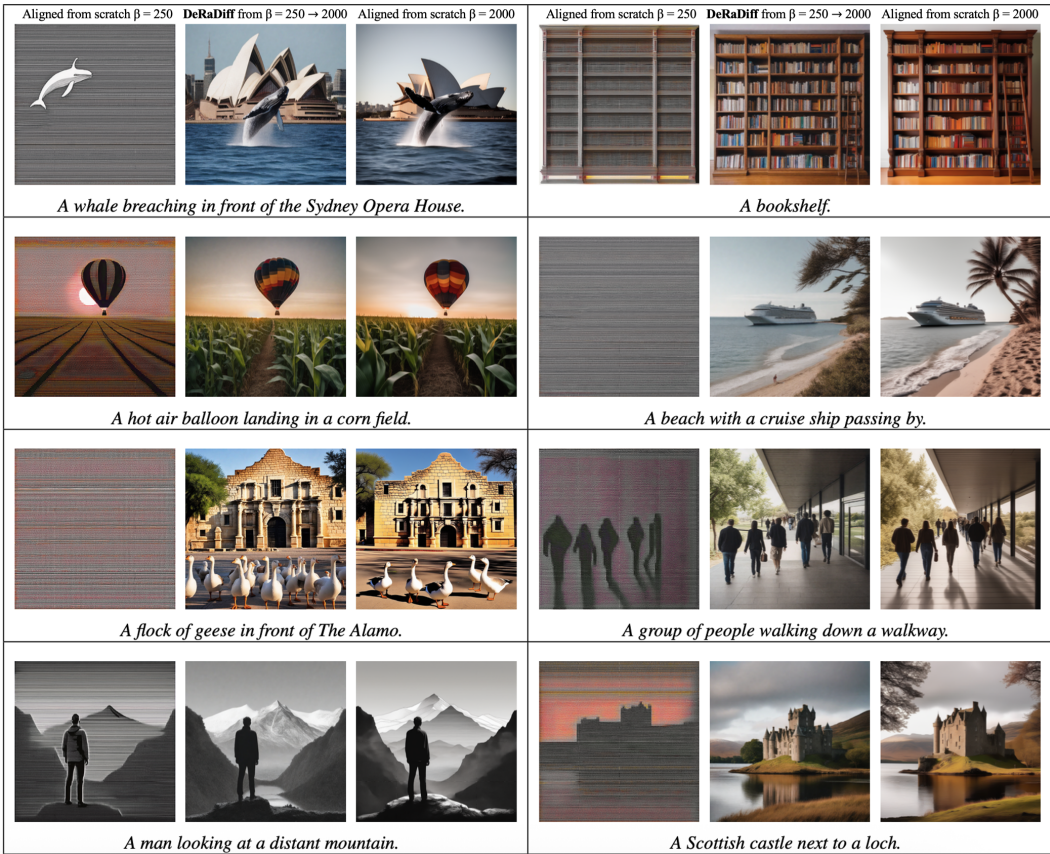 Aligned from scratch β = 250 DeRaDiff from β = 250 → 2000 Aligned from scratch β = 2000
Aligned from scratch β = 250 DeRaDiff from β = 250 → 2000 Aligned from scratch β = 2000
A whale breaching in front of the Sydney Opera House.
A bookshelf.
A hot air balloon landing in a corn field.
A beach with a cruise ship passing by.
A flock of geese in front of The Alamo.
A group of people walking down a walkway.
A man looking at a distant mountain.
A Scottish castle next to a loch.